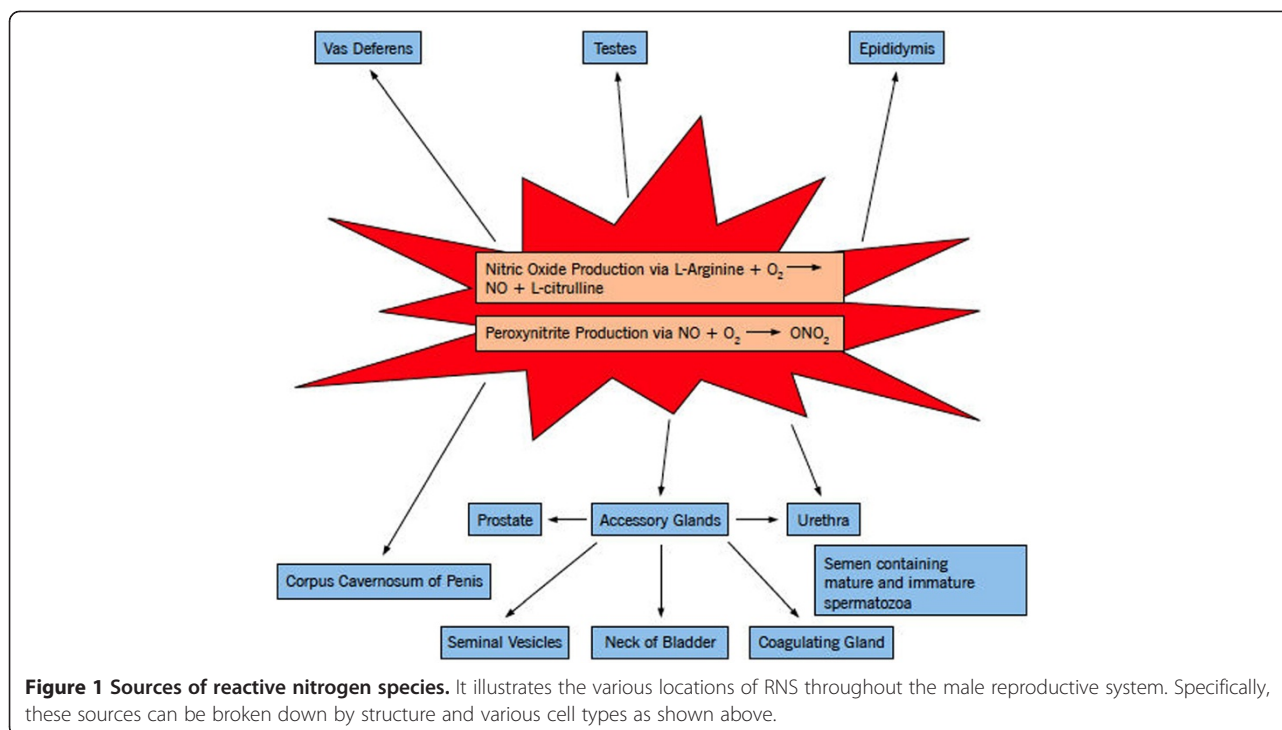 Vas Deferens
Testes
Epididymis
Nitric Oxide Production via L-Arginine + O₂ ⟶
NO + L-citrulline
Peroxynitrite Production via NO + O₂ ⟶ ONO₂
Prostate
Accessory Glands
Urethra
Corpus Cavernosum of Penis
Semen containing
mature and immature
spermatozoa
Seminal Vesicles
Neck of Bladder
Coagulating Gland
Figure 1 Sources of reactive nitrogen species. It illustrates the various locations of RNS throughout the male reproductive system. Specifically,
these sources can be broken down by structure and various cell types as shown above.